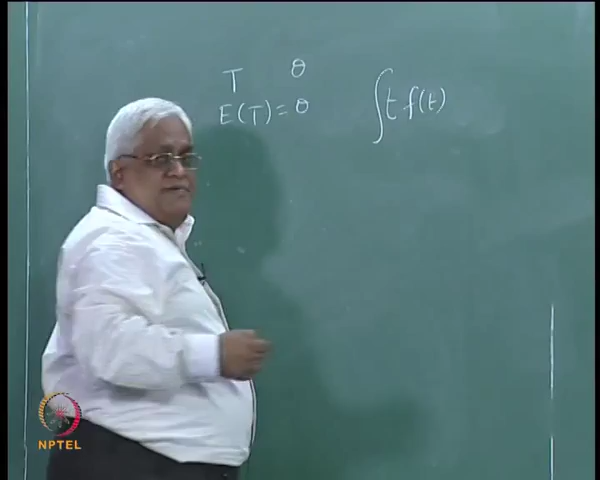 T θ
E(T) = θ ∫ t f(t)
NPTEL